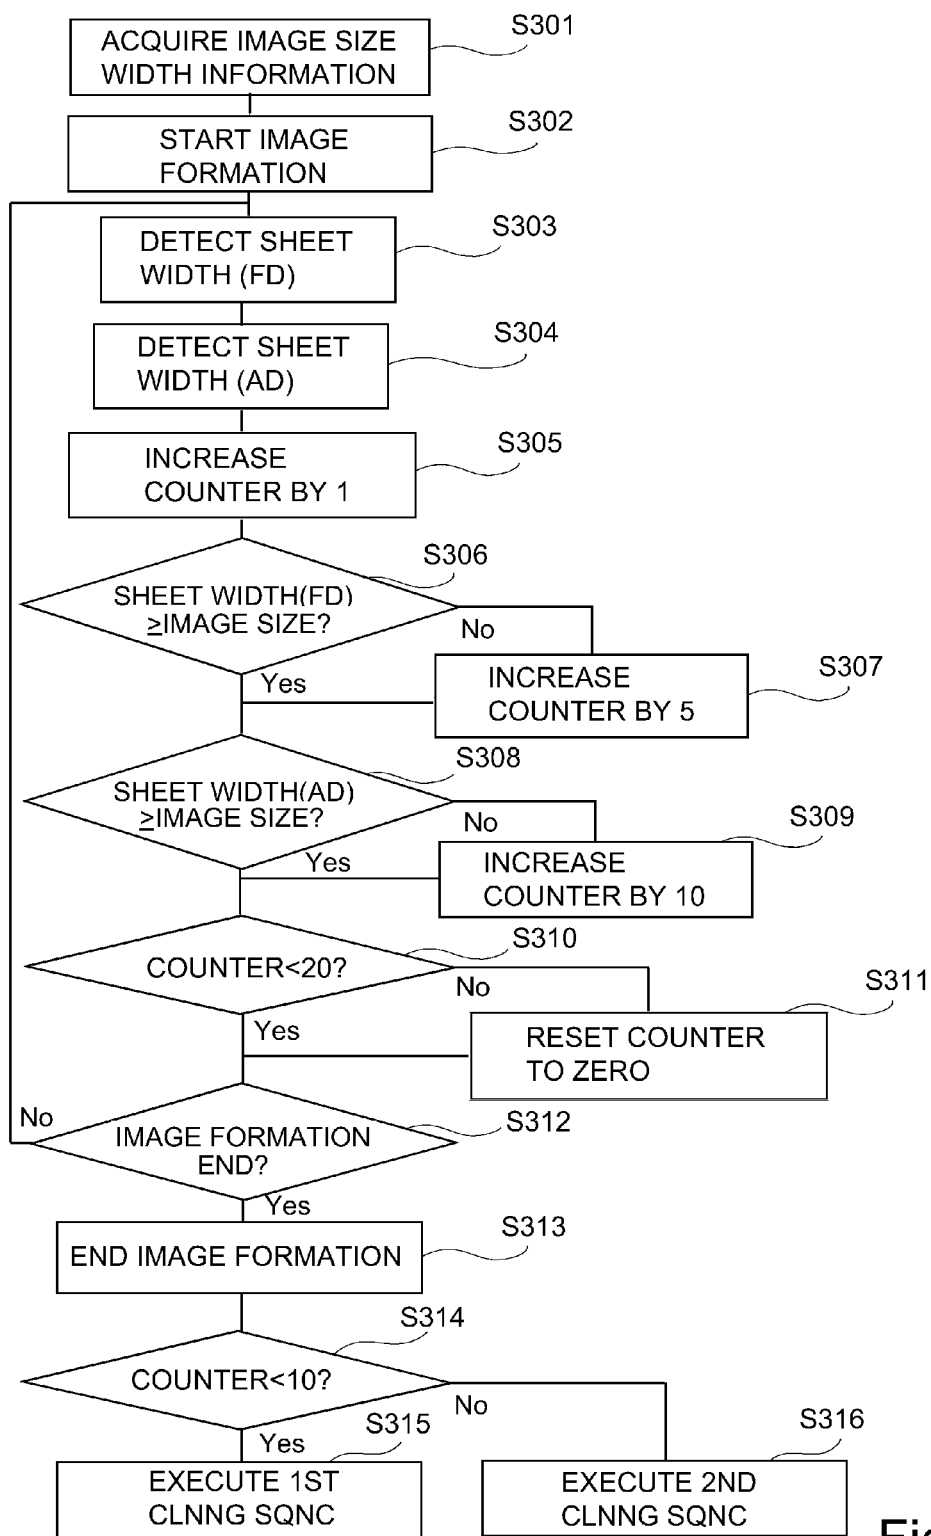 S301
ACQUIRE IMAGE SIZE
WIDTH INFORMATION
S302
START IMAGE
FORMATION
S303
DETECT SHEET
WIDTH (FD)
S304
DETECT SHEET
WIDTH (AD)
S305
INCREASE
COUNTER BY 1
S306
SHEET WIDTH(FD)
≥IMAGE SIZE?
No
Yes
S307
INCREASE
COUNTER BY 5
S308
SHEET WIDTH(AD)
≥IMAGE SIZE?
No
Yes
S309
INCREASE
COUNTER BY 10
S310
COUNTER<20?
No
Yes
S311
RESET COUNTER
TO ZERO
S312
No
IMAGE FORMATION
END?
Yes
S313
END IMAGE FORMATION
S314
COUNTER<10?
No
Yes
S315
EXECUTE 1ST
CLNNG SQNC
S316
EXECUTE 2ND
CLNNG SQNC